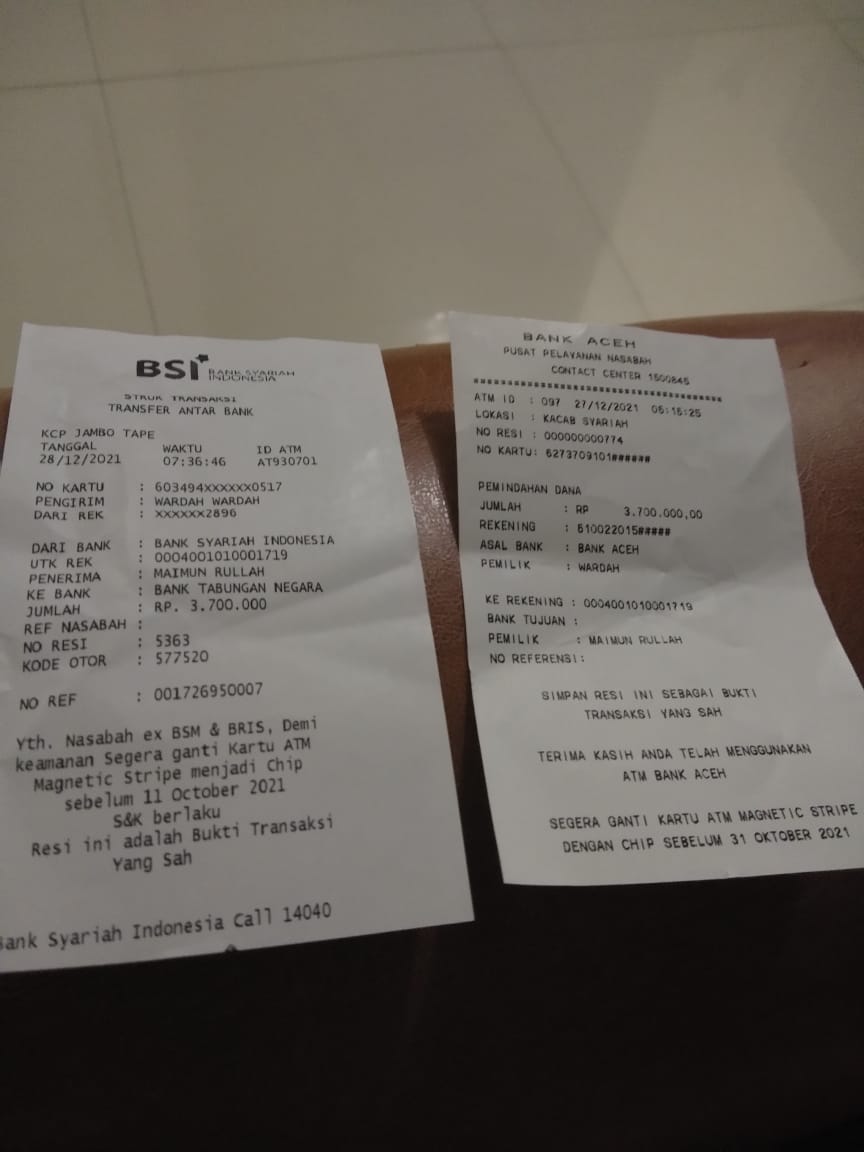 BSI BANK SYARIAH INDONESIA
STRUK TRANSAKSI
TRANSFER ANTAR BANK
KCP JAMBO TAPE
TANGGAL WAKTU ID ATM
28/12/2021 07:36:46 AT930701
NO KARTU : 603494XXXXXX0517
PENGIRIM : WARDAH WARDAH
DARI REK : XXXXXX2896
DARI BANK : BANK SYARIAH INDONESIA
UTK REK : 0004001010001719
PENERIMA : MAIMUN RULLAH
KE BANK : BANK TABUNGAN NEGARA
JUMLAH : RP. 3.700.000
REF NASABAH :
NO RESI : 5363
KODE OTOR : 577520
NO REF : 001726950007
Yth. Nasabah ex BSM & BRIS, Demi
keamanan Segera ganti Kartu ATM
Magnetic Stripe menjadi Chip
sebelum 11 October 2021
S&K berlaku
Resi ini adalah Bukti Transaksi
Yang Sah
Bank Syariah Indonesia Call 14040
BANK ACEH
PUSAT PELAYANAN NASABAH
CONTACT CENTER 1500845
ATM ID : 097 27/12/2021 06:16:25
LOKASI : KACAB SYARIAH
NO RESI : 000000000774
NO KARTU: 6273709101######
PEMINDAHAN DANA
JUMLAH : RP 3.700.000,00
REKENING : 610022015#####
ASAL BANK : BANK ACEH
PEMILIK : WARDAH
KE REKENING : 0004001010001719
BANK TUJUAN :
PEMILIK : MAIMUN RULLAH
NO REFERENSI:
SIMPAN RESI INI SEBAGAI BUKTI
TRANSAKSI YANG SAH
TERIMA KASIH ANDA TELAH MENGGUNAKAN
ATM BANK ACEH
SEGERA GANTI KARTU ATM MAGNETIC STRIPE
DENGAN CHIP SEBELUM 31 OKTOBER 2021